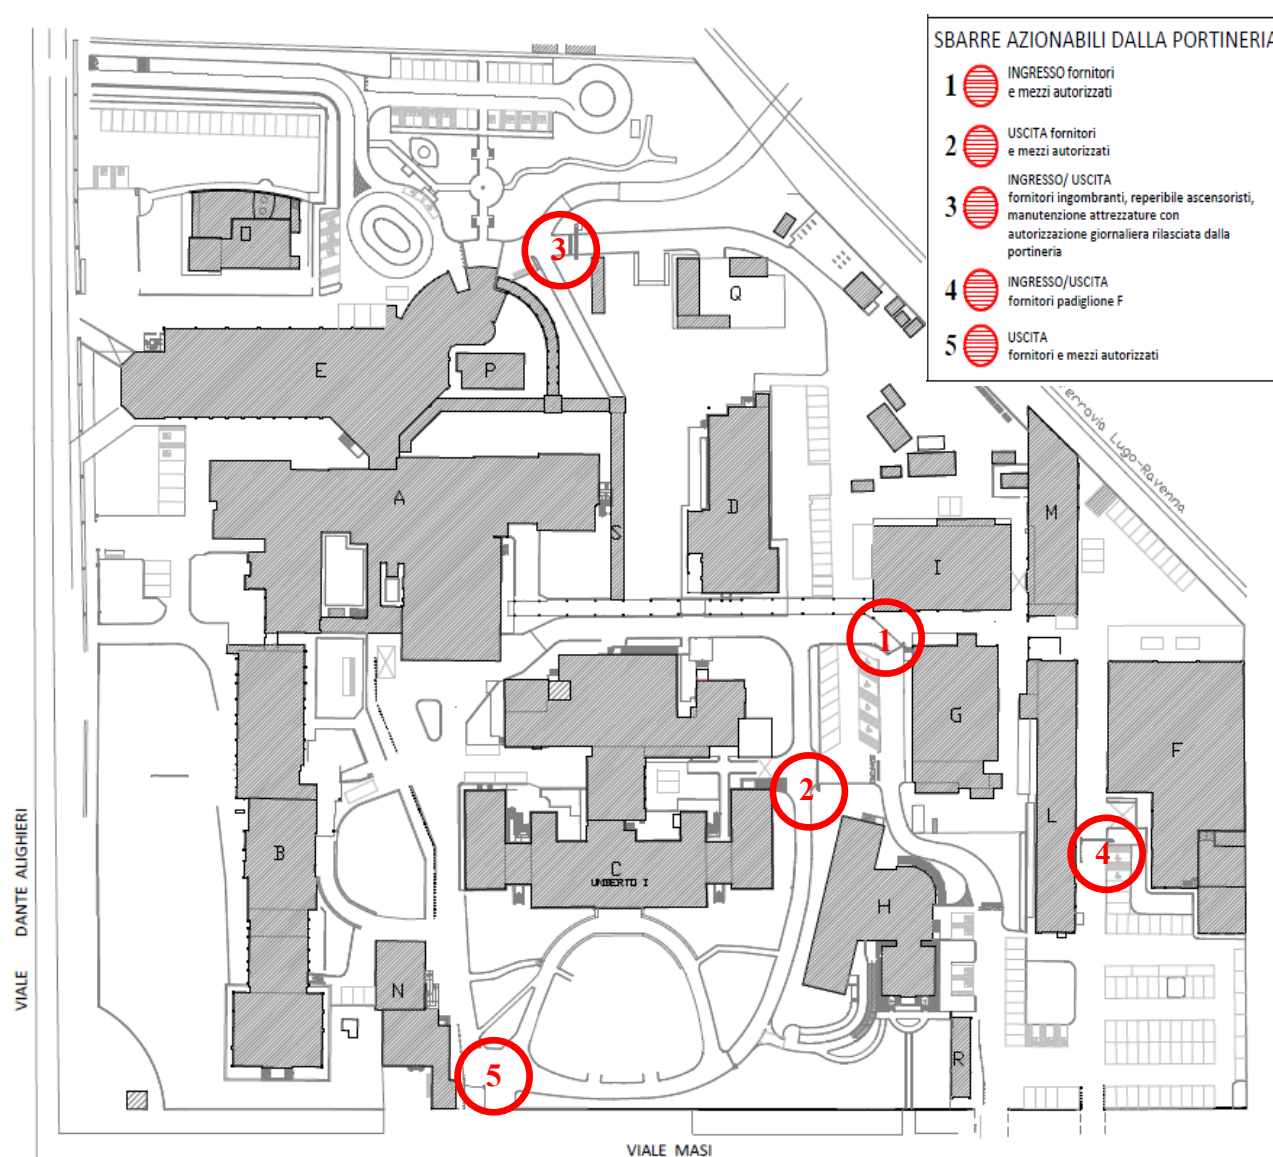 SBARRE AZIONABILI DALLA PORTINERIA
1 INGRESSO fornitori
e mezzi autorizzati
2 USCITA fornitori
e mezzi autorizzati
3 INGRESSO/ USCITA
fornitori ingombranti, reperibile ascensoristi,
manutenzione attrezzature con
autorizzazione giornaliera rilasciata dalla
portineria
4 INGRESSO/USCITA
fornitori padiglione F
5 USCITA
fornitori e mezzi autorizzati
3
Q
E
P
Ferrovia Lugo-Ravenna
A
D
M
S
I
1
G
F
2
L
4
B
C
UMBERTO I
H
N
R
5
VIALE DANTE ALIGHIERI
VIALE MASI